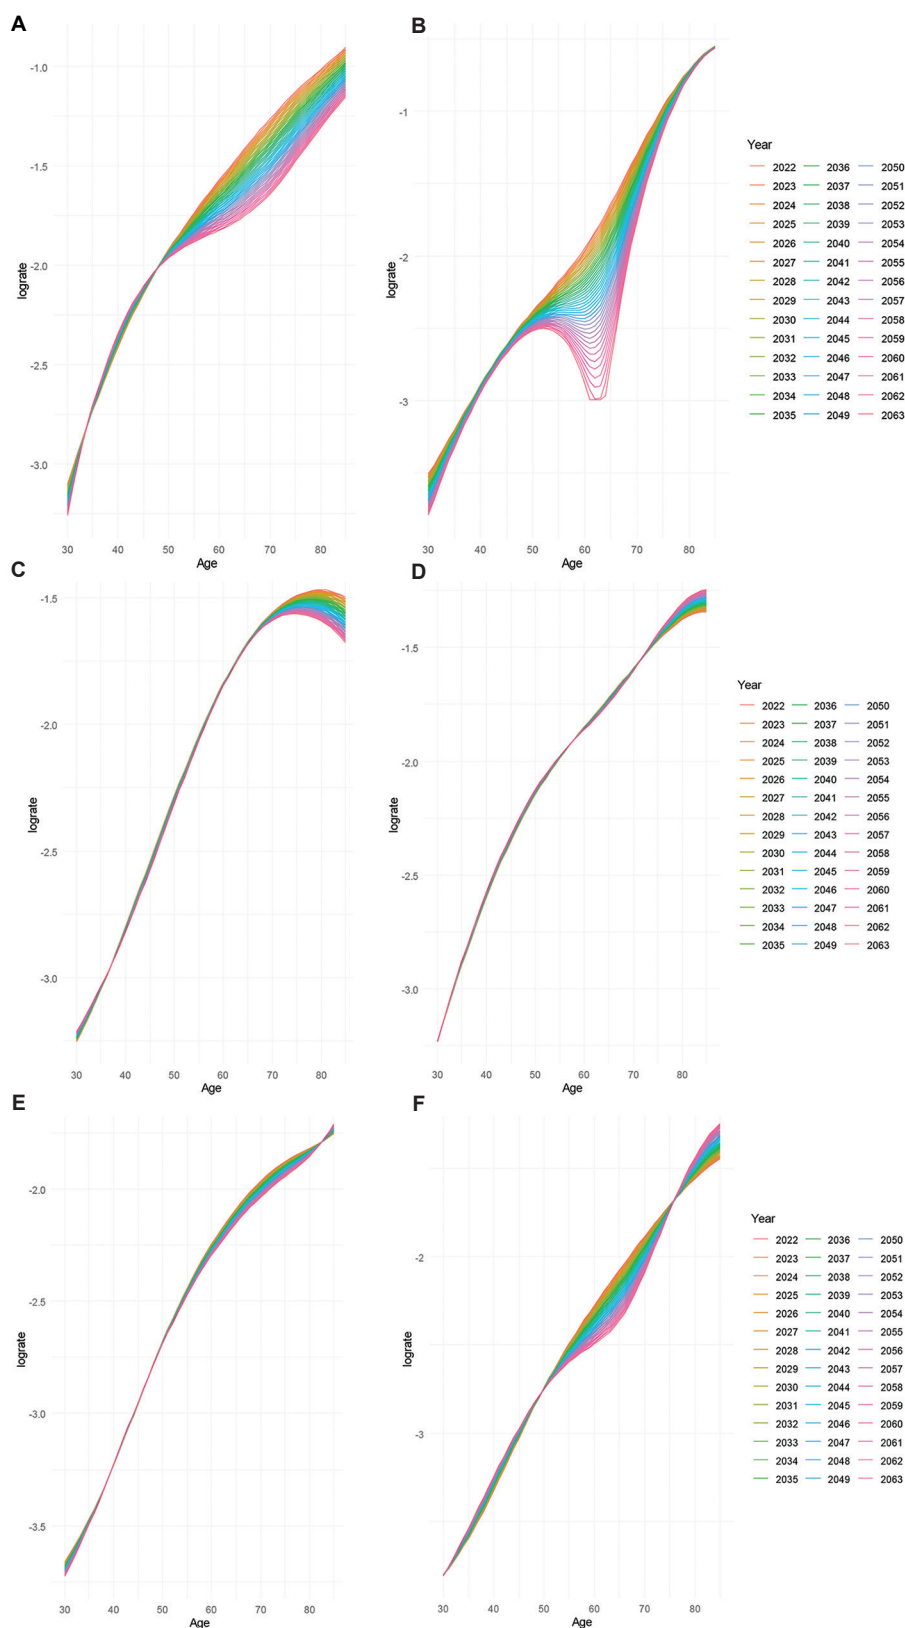 A
B
-1.0
-1.5
-2.0
-2.5
-3.0
lograte
30 40 50 60 70 80
Age
-1
-2
-3
lograte
30 40 50 60 70 80
Age
Year
2022 2036 2050
2023 2037 2051
2024 2038 2052
2025 2039 2053
2026 2040 2054
2027 2041 2055
2028 2042 2056
2029 2043 2057
2030 2044 2058
2031 2045 2059
2032 2046 2060
2033 2047 2061
2034 2048 2062
2035 2049 2063
C
D
-1.5
-2.0
-2.5
-3.0
lograte
30 40 50 60 70 80
Age
-1.5
-2.0
-2.5
-3.0
lograte
30 40 50 60 70 80
Age
Year
2022 2036 2050
2023 2037 2051
2024 2038 2052
2025 2039 2053
2026 2040 2054
2027 2041 2055
2028 2042 2056
2029 2043 2057
2030 2044 2058
2031 2045 2059
2032 2046 2060
2033 2047 2061
2034 2048 2062
2035 2049 2063
E
F
-2.0
-2.5
-3.0
-3.5
lograte
30 40 50 60 70 80
Age
-2
-3
lograte
30 40 50 60 70 80
Age
Year
2022 2036 2050
2023 2037 2051
2024 2038 2052
2025 2039 2053
2026 2040 2054
2027 2041 2055
2028 2042 2056
2029 2043 2057
2030 2044 2058
2031 2045 2059
2032 2046 2060
2033 2047 2061
2034 2048 2062
2035 2049 2063